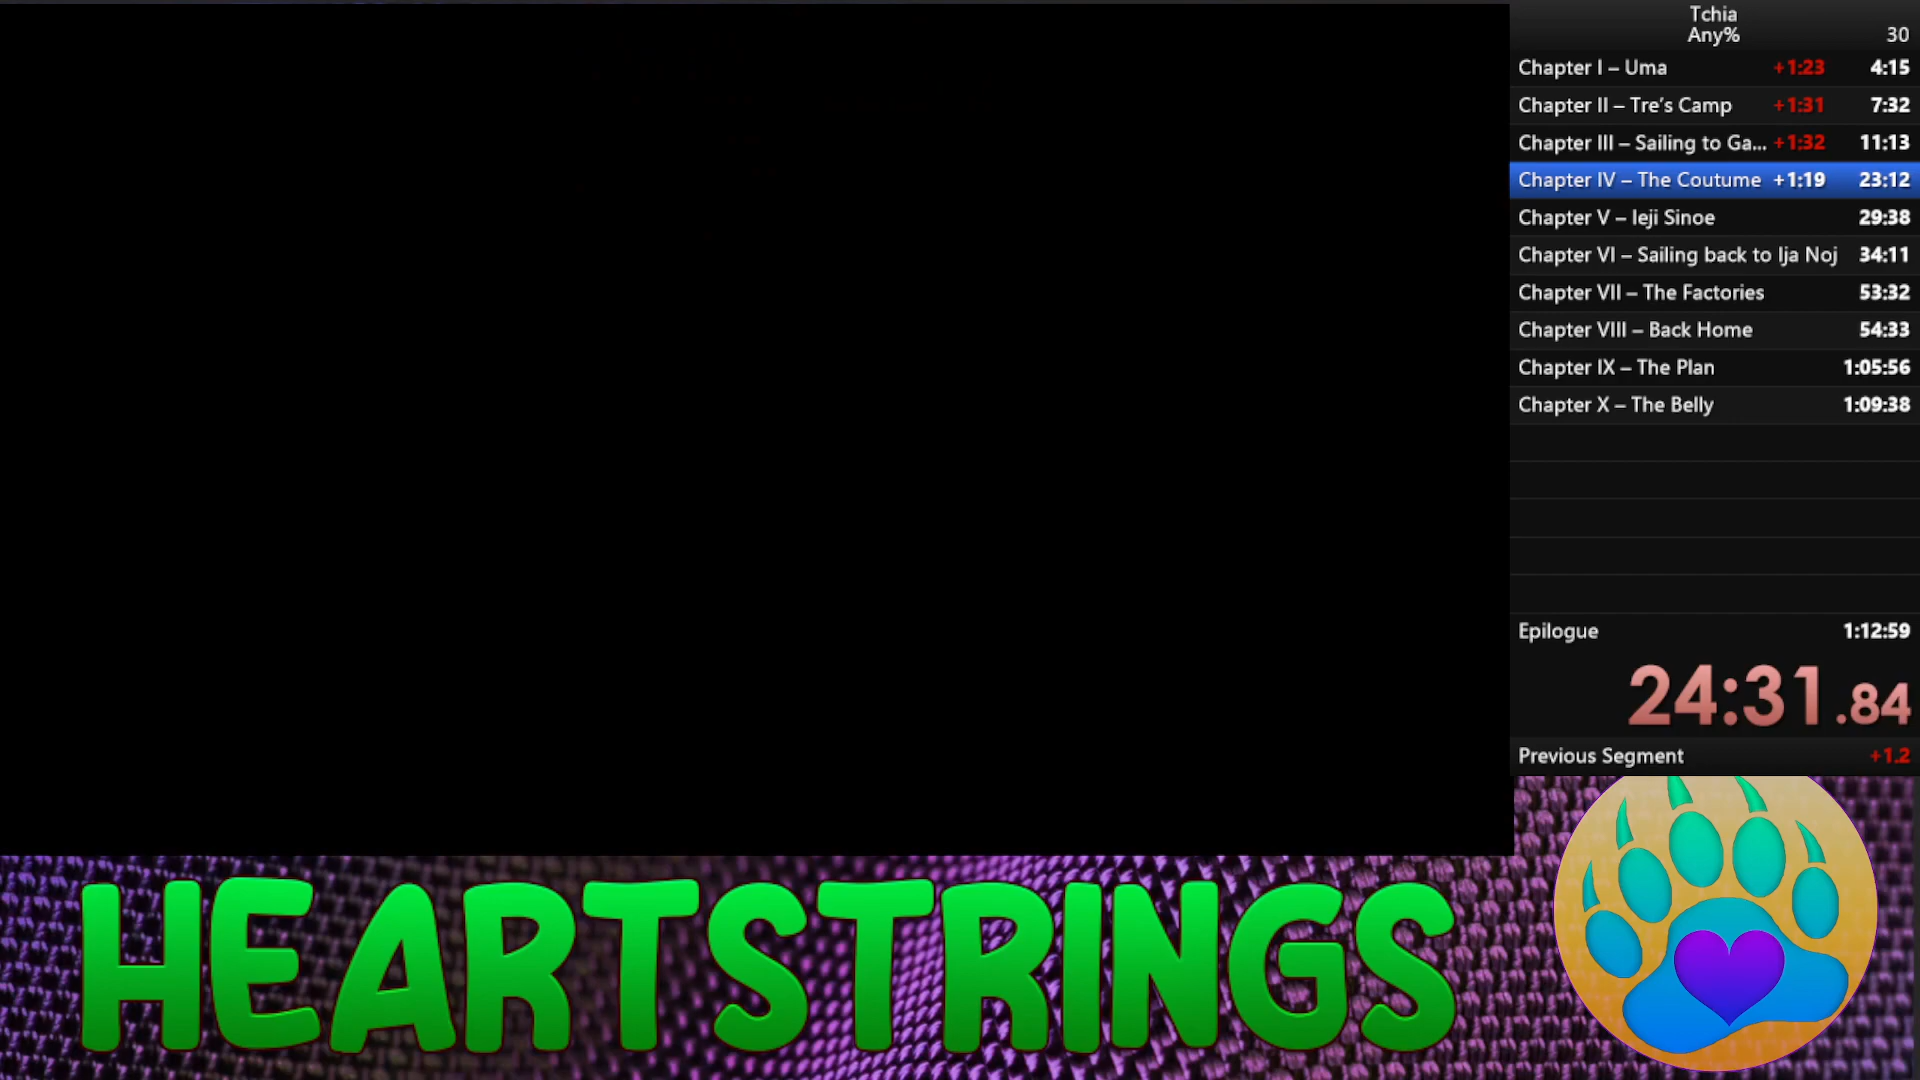 Tchia
Any% 30
Chapter I – Uma +1:23 4:15
Chapter II – Tre's Camp +1:31 7:32
Chapter III – Sailing to Ga... +1:32 11:13
Chapter IV – The Coutume +1:19 23:12
Chapter V – Ieji Sinoe 29:38
Chapter VI – Sailing back to Ija Noj 34:11
Chapter VII – The Factories 53:32
Chapter VIII – Back Home 54:33
Chapter IX – The Plan 1:05:56
Chapter X – The Belly 1:09:38
Epilogue 1:12:59
24:31.84
Previous Segment +1.2
HEARTSTRINGS